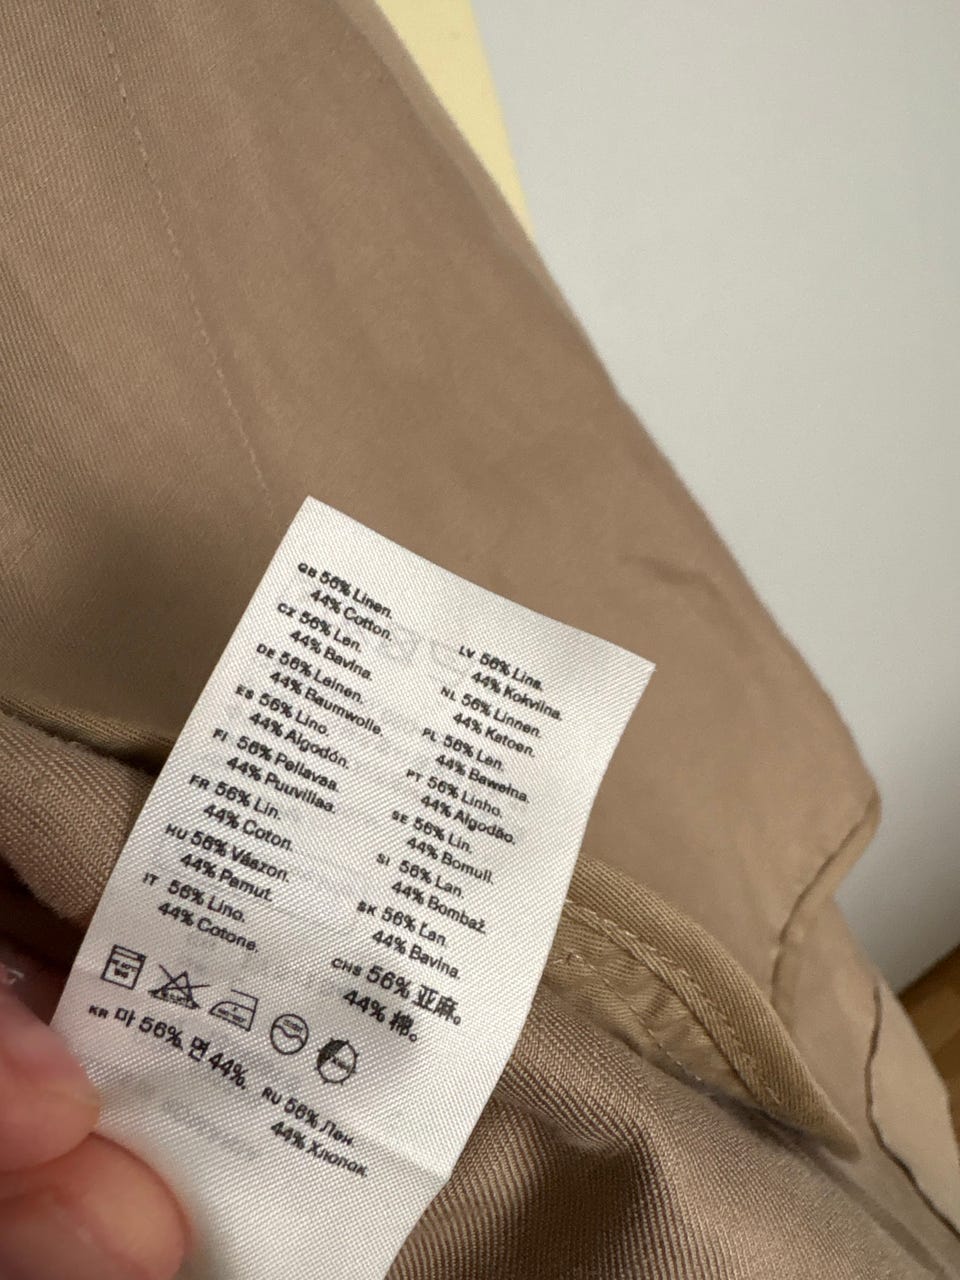 GB 56% Linen.
44% Cotton.
CZ 56% Len.
44% Bavlna.
DE 56% Leinen.
44% Baumwolle.
ES 56% Lino.
44% Algodón.
FI 56% Pellavaa.
44% Puuvillaa.
FR 56% Lin.
44% Coton.
HU 56% Vászon.
44% Pamut.
IT 56% Lino.
44% Cotone.
LV 56% Lins.
44% Kokvilna.
NL 56% Linnen.
44% Katoen.
PL 56% Len.
44% Bawełna.
PT 56% Linho.
44% Algodão.
SE 56% Lin.
44% Bomull.
SI 56% Lan.
44% Bombaž.
SK 56% Ľan.
44% Bavlna.
CHS 56% 亚麻。
44% 棉。
KR 마 56%. 면 44%.
RU 56% Лен
44% Хлопок.